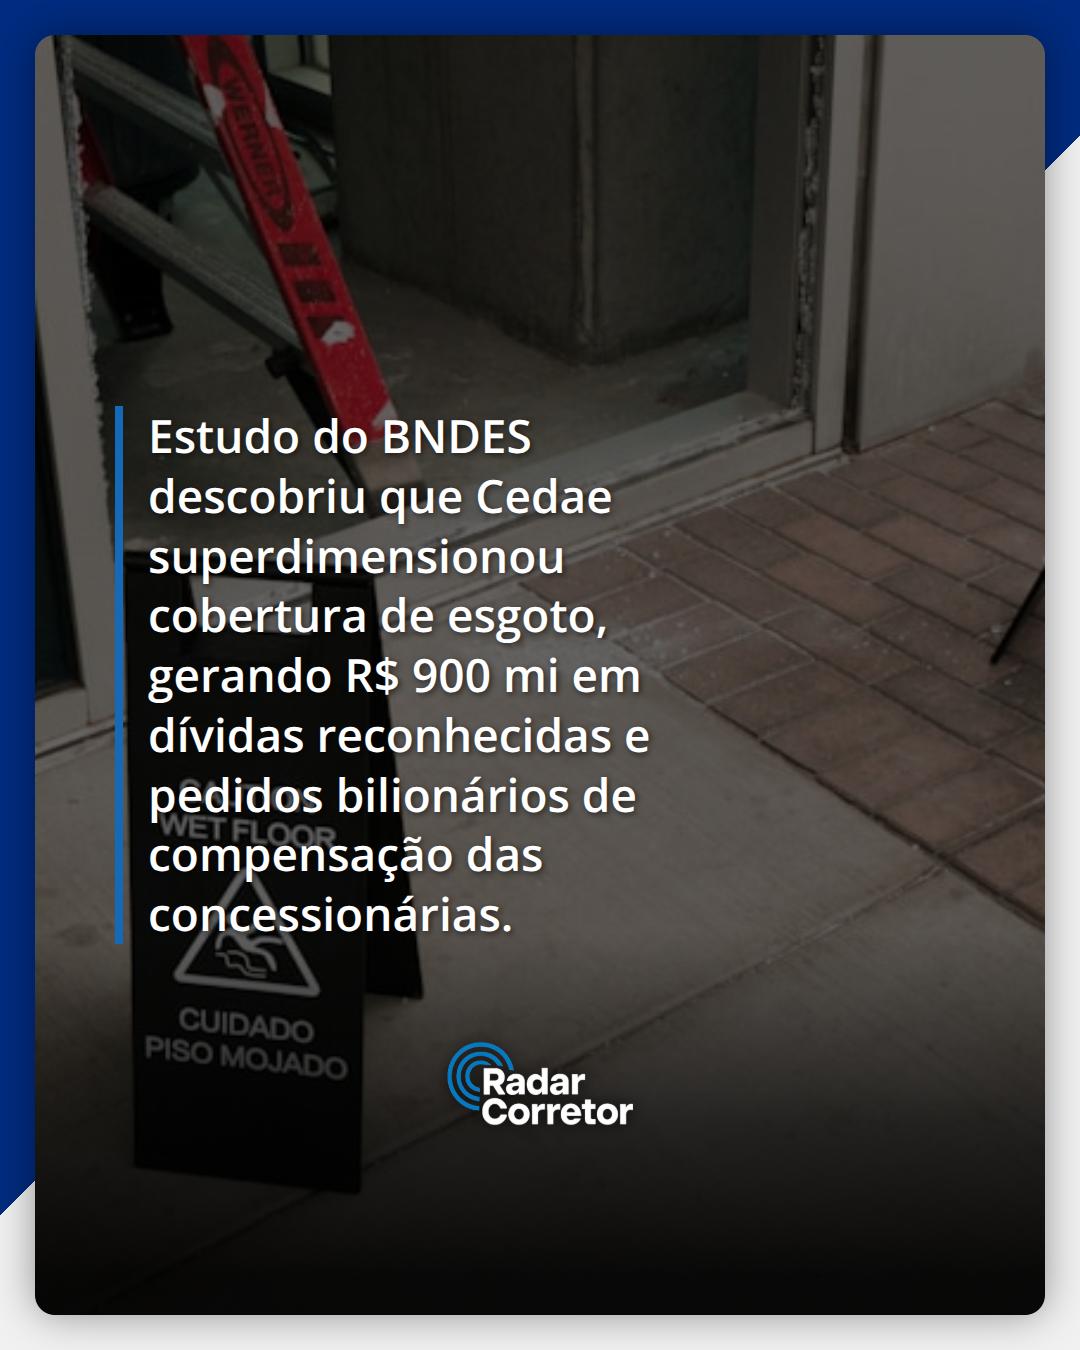 WERNER
Estudo do BNDES
descobriu que Cedae
superdimensionou
cobertura de esgoto,
gerando R$ 900 mi em
dívidas reconhecidas e
pedidos bilionários de
compensação das
concessionárias.
CAUTION
WET FLOOR
CUIDADO
PISO MOJADO
Radar
Corretor